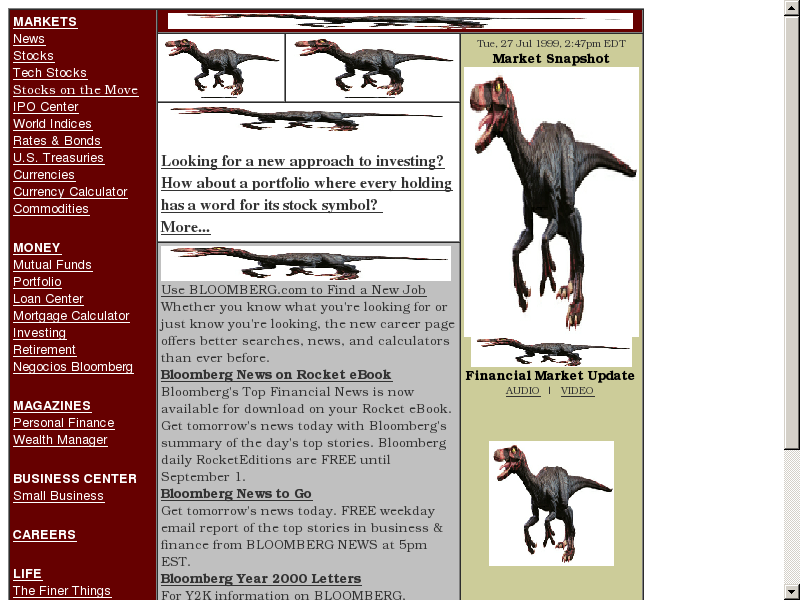 MARKETS
News
Stocks
Tech Stocks
Stocks on the Move
IPO Center
World Indices
Rates & Bonds
U.S. Treasuries
Currencies
Currency Calculator
Commodities
MONEY
Mutual Funds
Portfolio
Loan Center
Mortgage Calculator
Investing
Retirement
Negocios Bloomberg
MAGAZINES
Personal Finance
Wealth Manager
BUSINESS CENTER
Small Business
CAREERS
LIFE
The Finer Things
Looking for a new approach to investing?
How about a portfolio where every holding
has a word for its stock symbol?
More...
Use BLOOMBERG.com to Find a New Job
Whether you know what you're looking for or
just know you're looking, the new career page
offers better searches, news, and calculators
than ever before.
Bloomberg News on Rocket eBook
Bloomberg's Top Financial News is now
available for download on your Rocket eBook.
Get tomorrow's news today with Bloomberg's
summary of the day's top stories. Bloomberg
daily RocketEditions are FREE until
September 1.
Bloomberg News to Go
Get tomorrow's news today. FREE weekday
email report of the top stories in business &
finance from BLOOMBERG NEWS at 5pm
EST.
Bloomberg Year 2000 Letters
For Y2K information on BLOOMBERG,
Tue, 27 Jul 1999, 2:47pm EDT
Market Snapshot
Financial Market Update
AUDIO | VIDEO